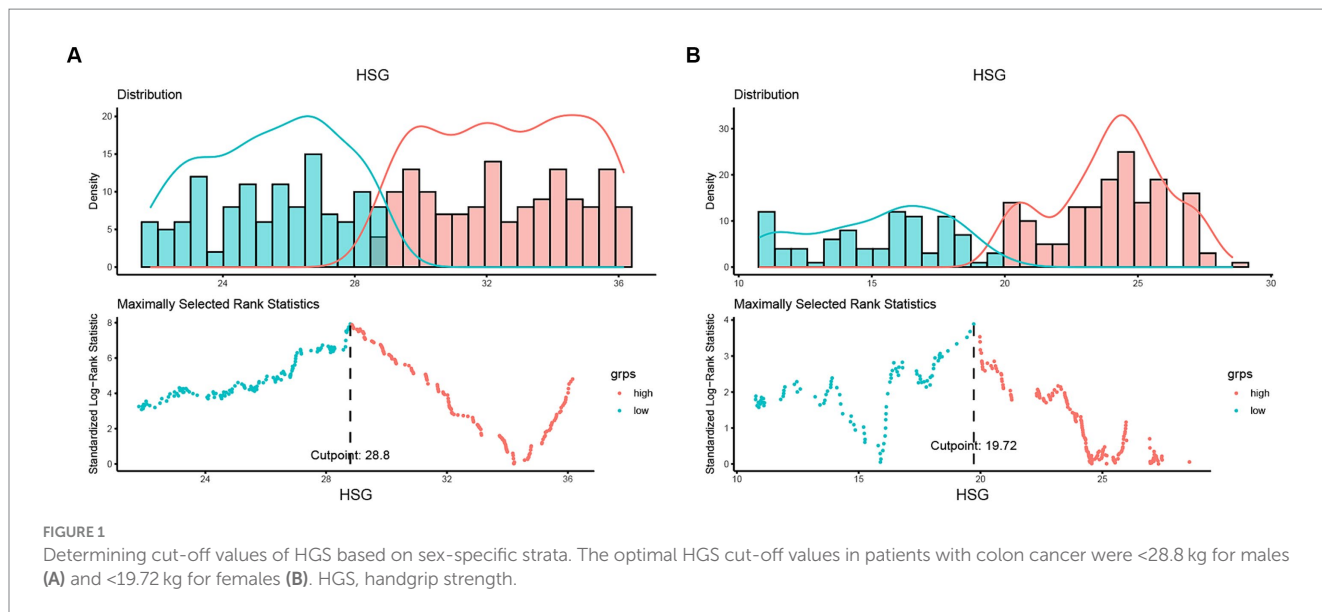 A
HSG
Distribution
20
15
10
5
0
Density
24
28
32
36
Maximally Selected Rank Statistics
8
6
4
2
0
Standardized Log-Rank Statistic
Cutpoint: 28.8
grps
high
low
24
28
32
36
HSG
B
HSG
Distribution
30
20
10
0
Density
10
15
20
25
30
Maximally Selected Rank Statistics
4
3
2
1
0
Standardized Log-Rank Statistic
Cutpoint: 19.72
grps
high
low
10
15
20
25
HSG
FIGURE 1
Determining cut-off values of HGS based on sex-specific strata. The optimal HGS cut-off values in patients with colon cancer were <28.8 kg for males
(A) and <19.72 kg for females (B). HGS, handgrip strength.